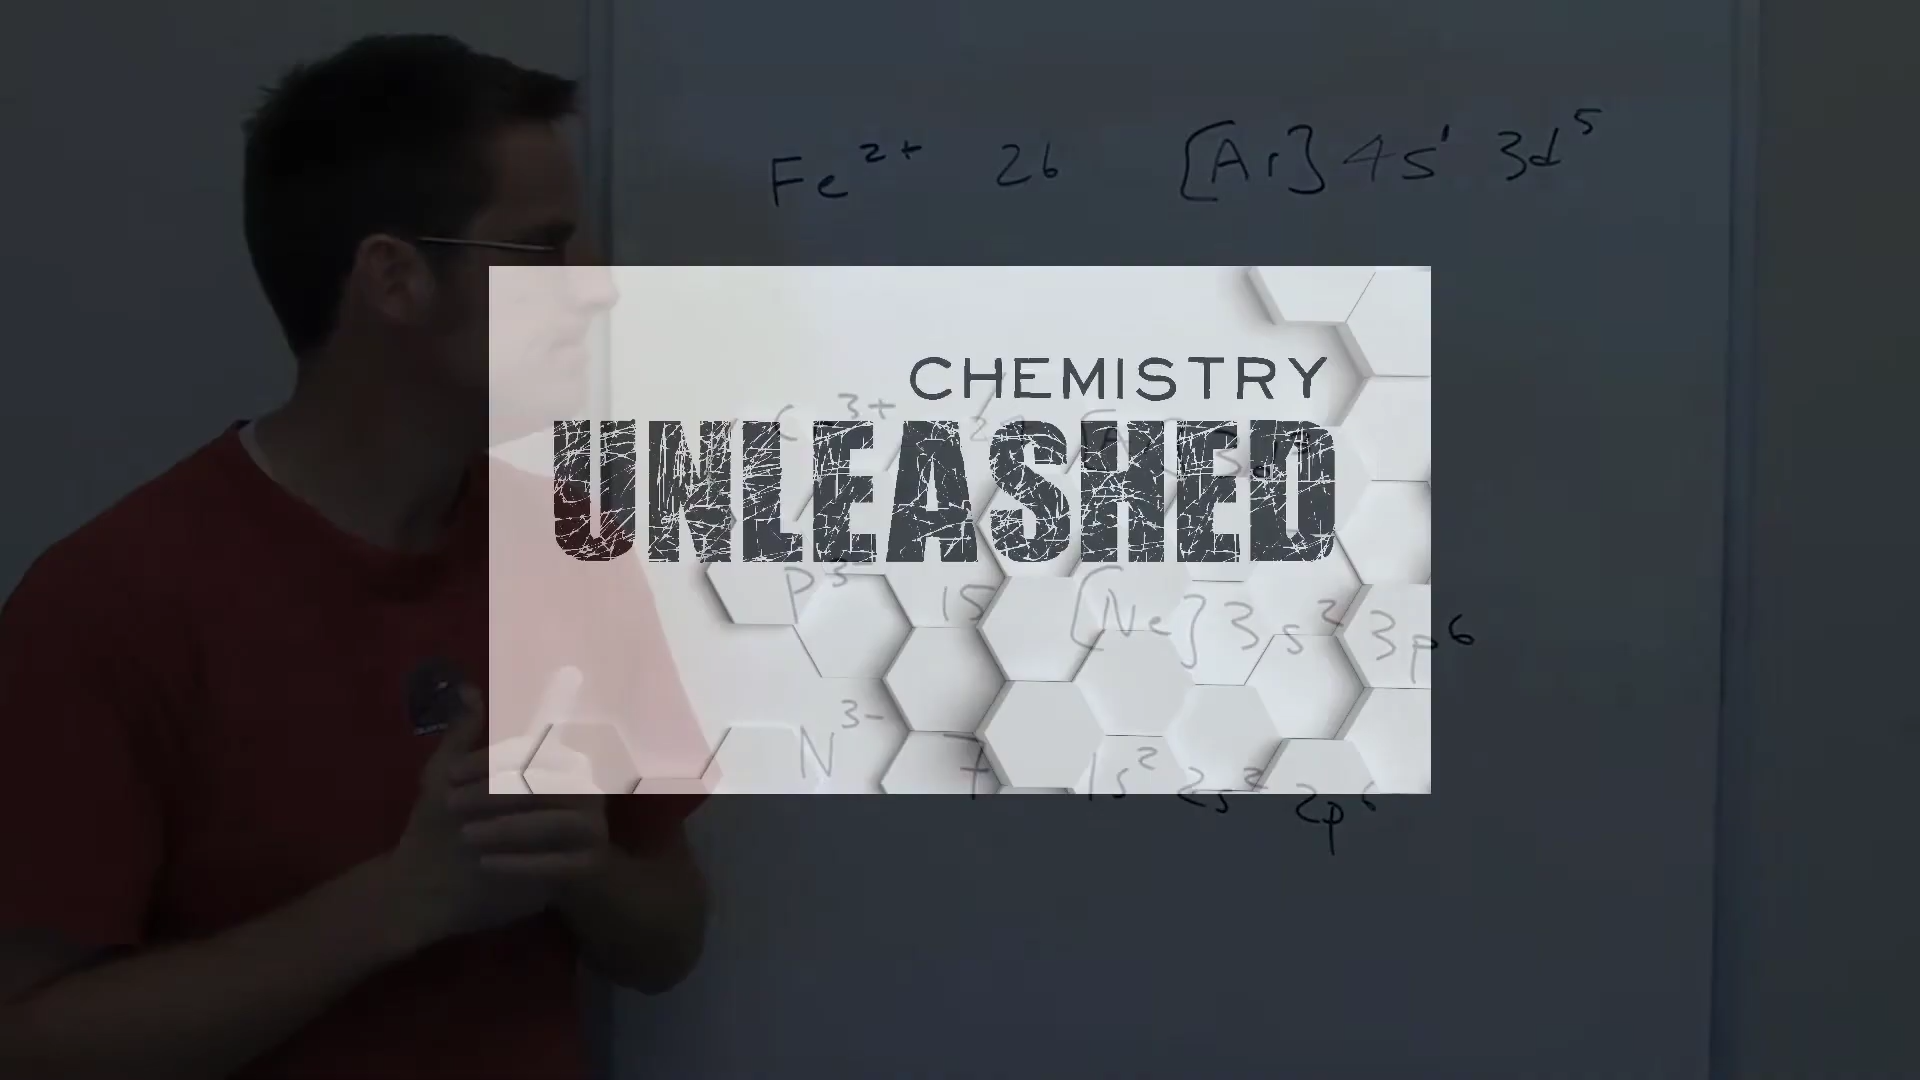 Fe²⁺ 26 [Ar] 4s¹ 3d⁵
CHEMISTRY
UNLEASHED
P³⁻ 15 [Ne] 3s² 3p⁶
N³⁻ 7 1s² 2s² 2p⁶